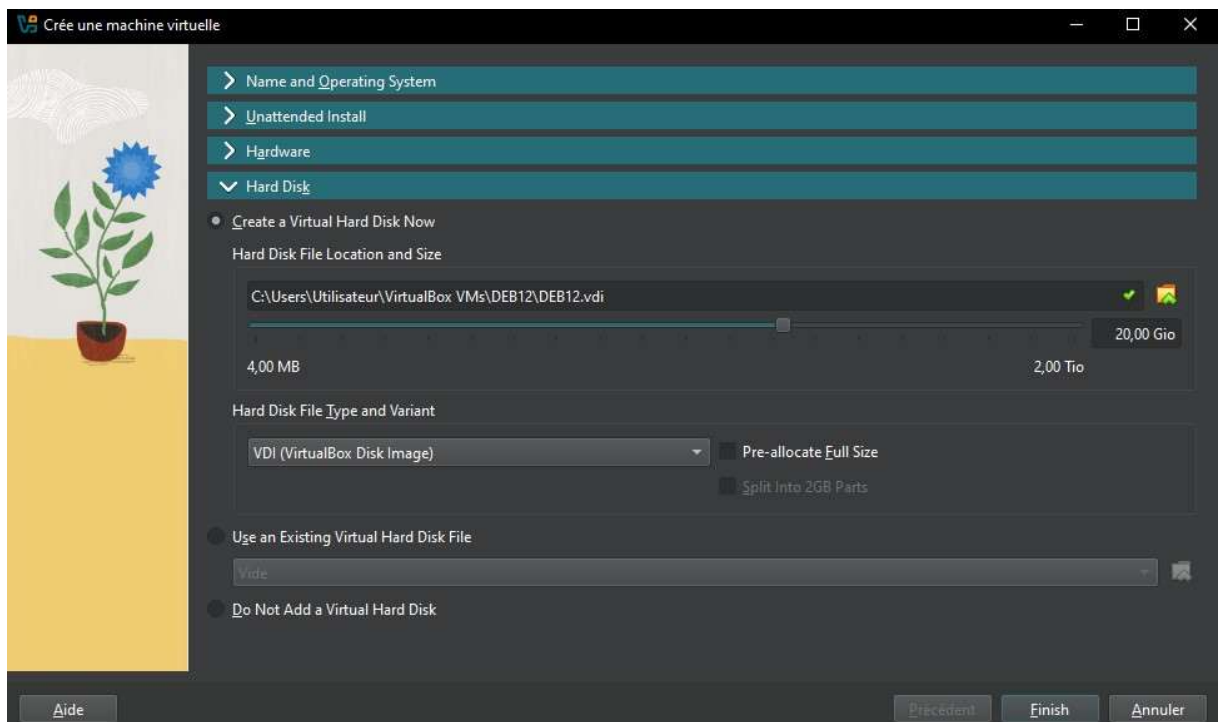 Crée une machine virtuelle
Name and Operating System
Unattended Install
Hardware
Hard Disk
Create a Virtual Hard Disk Now
Hard Disk File Location and Size
C:\Users\Utilisateur\VirtualBox VMs\DEB12\DEB12.vdi
20,00 Gio
4,00 MB 2,00 Tio
Hard Disk File Type and Variant
VDI (VirtualBox Disk Image) Pre-allocate Full Size
Split Into 2GB Parts
Use an Existing Virtual Hard Disk File
Vide
Do Not Add a Virtual Hard Disk
Aide Précédent Finish Annuler